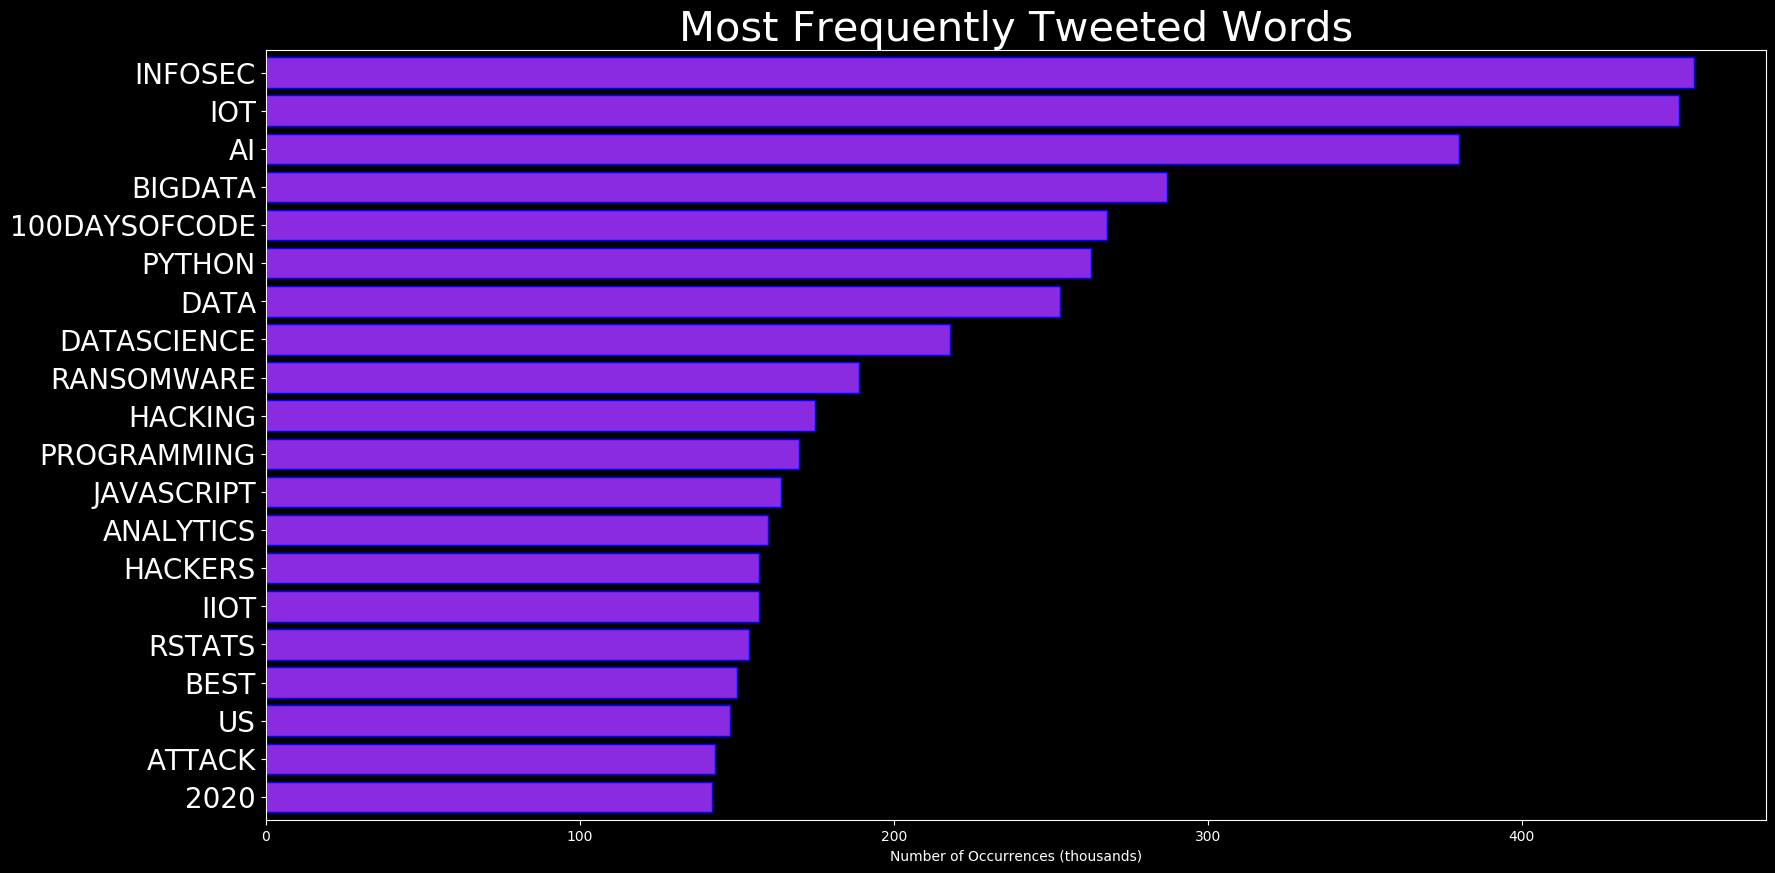 Most Frequently Tweeted Words
INFOSEC
IOT
AI
BIGDATA
100DAYSOFCODE
PYTHON
DATA
DATASCIENCE
RANSOMWARE
HACKING
PROGRAMMING
JAVASCRIPT
ANALYTICS
HACKERS
IIOT
RSTATS
BEST
US
ATTACK
2020
0 100 200 300 400
Number of Occurrences (thousands)